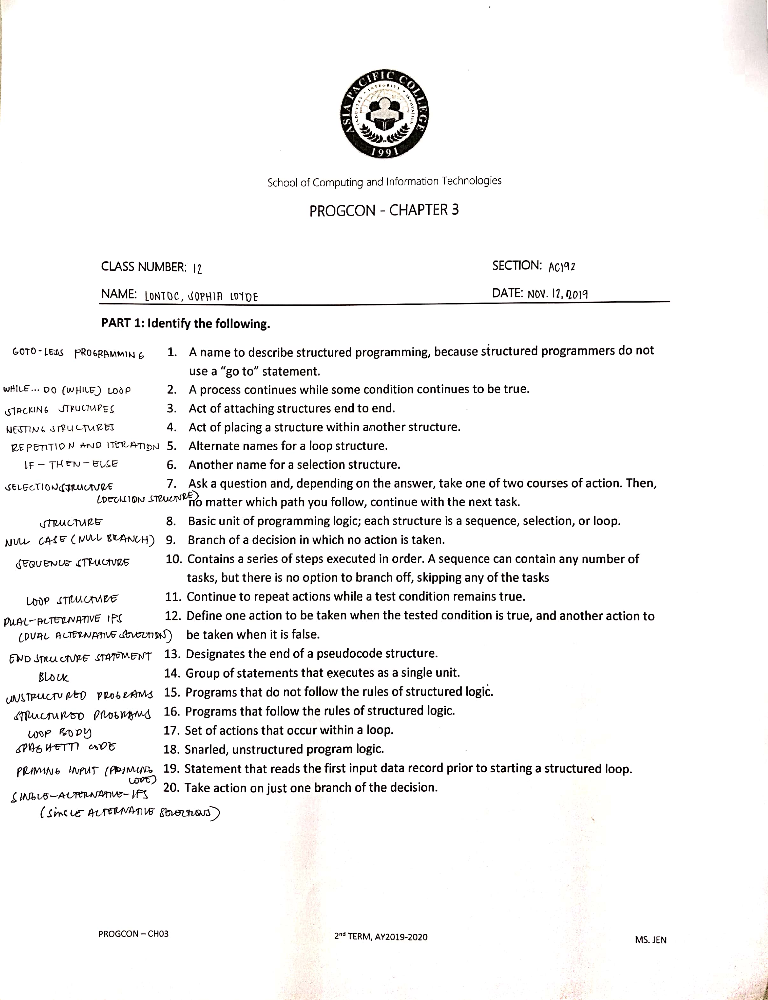 ASIA PACIFIC COLLEGE
INDUSTRY • INTEGRITY • INNOVATION
1991
School of Computing and Information Technologies
PROGCON - CHAPTER 3
CLASS NUMBER: 12 SECTION: AC192
NAME: LONTOC, SOPHIA LOYDE DATE: NOV. 12, 2019
PART 1: Identify the following.
GOTO-LESS PROGRAMMING 1. A name to describe structured programming, because structured programmers do not
use a “go to” statement.
WHILE... DO (WHILE) LOOP 2. A process continues while some condition continues to be true.
STACKING STRUCTURES 3. Act of attaching structures end to end.
NESTING STRUCTURES 4. Act of placing a structure within another structure.
REPETITION AND ITERATION 5. Alternate names for a loop structure.
IF-THEN-ELSE 6. Another name for a selection structure.
SELECTION STRUCTURE 7. Ask a question and, depending on the answer, take one of two courses of action. Then,
(DECISION STRUCTURE) no matter which path you follow, continue with the next task.
STRUCTURE 8. Basic unit of programming logic; each structure is a sequence, selection, or loop.
NULL CASE (NULL BRANCH) 9. Branch of a decision in which no action is taken.
SEQUENCE STRUCTURE 10. Contains a series of steps executed in order. A sequence can contain any number of
tasks, but there is no option to branch off, skipping any of the tasks
LOOP STRUCTURE 11. Continue to repeat actions while a test condition remains true.
DUAL-ALTERNATIVE IFS 12. Define one action to be taken when the tested condition is true, and another action to
(DUAL ALTERNATIVE SELECTION) be taken when it is false.
END STRUCTURE STATEMENT 13. Designates the end of a pseudocode structure.
BLOCK 14. Group of statements that executes as a single unit.
UNSTRUCTURED PROGRAMS 15. Programs that do not follow the rules of structured logic.
STRUCTURED PROGRAMS 16. Programs that follow the rules of structured logic.
LOOP BODY 17. Set of actions that occur within a loop.
SPAGHETTI CODE 18. Snarled, unstructured program logic.
PRIMING INPUT (PRIMING 19. Statement that reads the first input data record prior to starting a structured loop.
CODE)
SINGLE-ALTERNATIVE-IFS 20. Take action on just one branch of the decision.
(SINGLE ALTERNATIVE SELECTIONS)
PROGCON – CH03 2nd TERM, AY2019-2020 MS. JEN